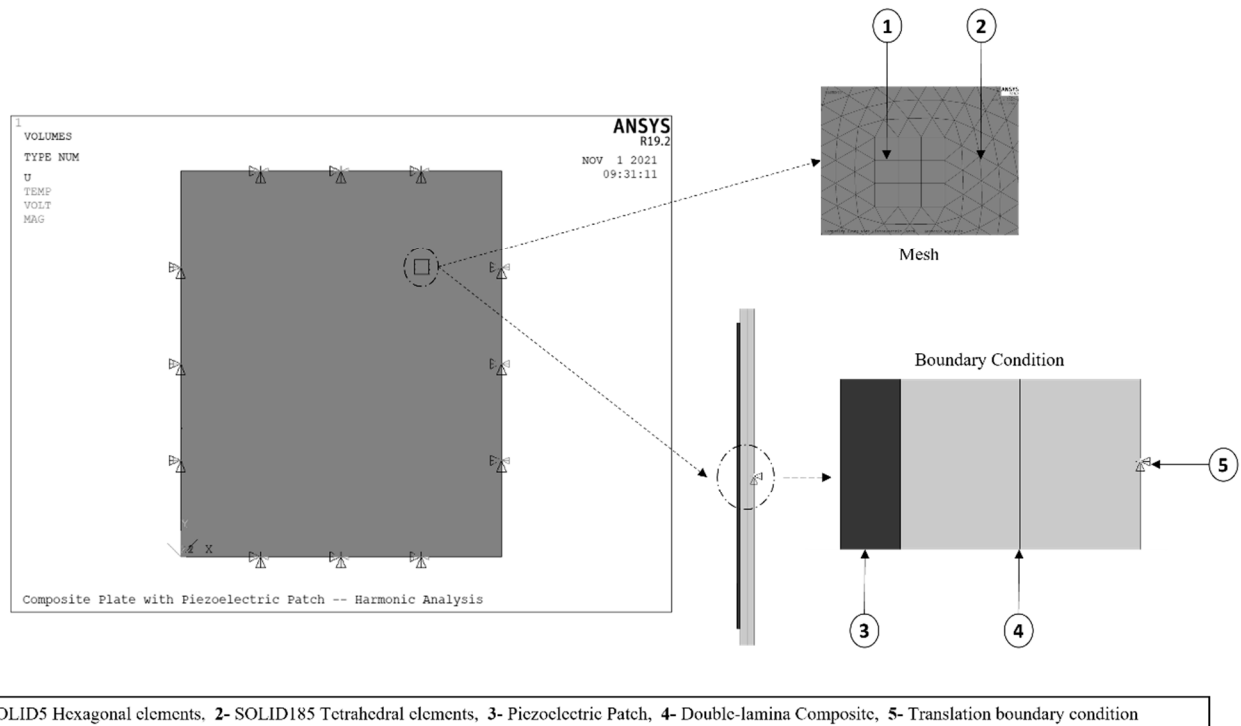 1
2
1
VOLUMES
TYPE NUM
U
TEMP
VOLT
MAG
ANSYS
R19.2
NOV 1 2021
09:31:11
ANSYS
Mesh
Boundary Condition
5
Y
Z X
Composite Plate with Piezoelectric Patch -- Harmonic Analysis
3
4
OLID5 Hexagonal elements, 2- SOLID185 Tetrahedral elements, 3- Piezoelectric Patch, 4- Double-lamina Composite, 5- Translation boundary condition